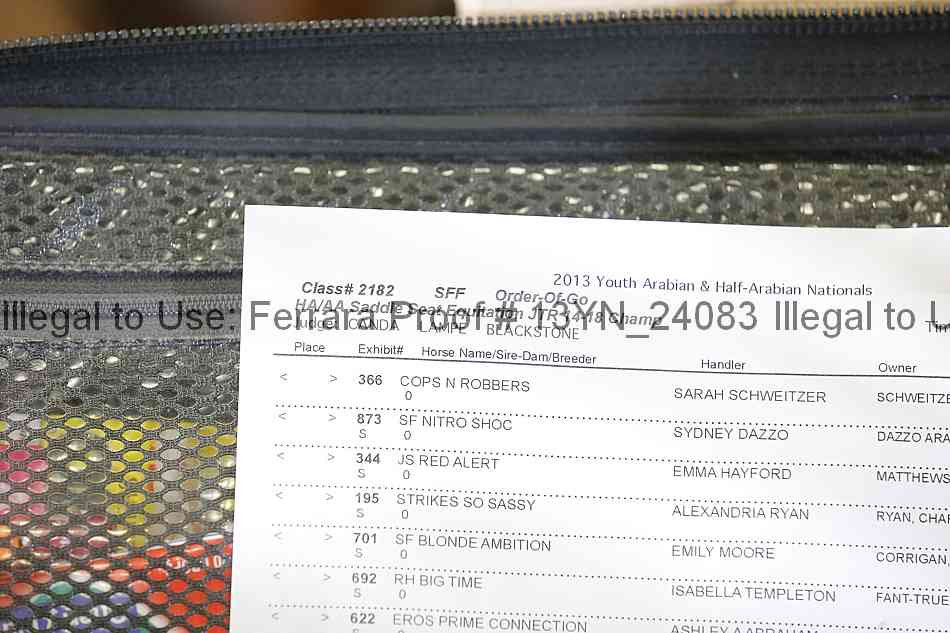 2013 Youth Arabian & Half-Arabian Nationals
Class# 2182 SFF Order-Of-Go
HA/AA Saddle Seat Equitation JTR 14-18 Champ
Illegal to Use: Ferrara Proof # 13YN_24083 Illegal to
Judge: CANDA LAMPE BLACKSTONE
Place Exhibit# Horse Name/Sire-Dam/Breeder Handler Owner
< > 366 COPS N ROBBERS SARAH SCHWEITZER SCHWEITZE
0
< > 873 SF NITRO SHOC SYDNEY DAZZO DAZZO ARA
S 0
< > 344 JS RED ALERT EMMA HAYFORD MATTHEWS
S 0
< > 195 STRIKES SO SASSY ALEXANDRIA RYAN RYAN, CHAR
S 0
< > 701 SF BLONDE AMBITION EMILY MOORE CORRIGAN,
S 0
< > 692 RH BIG TIME ISABELLA TEMPLETON FANT-TRUE
S 0
< > 622 EROS PRIME CONNECTION